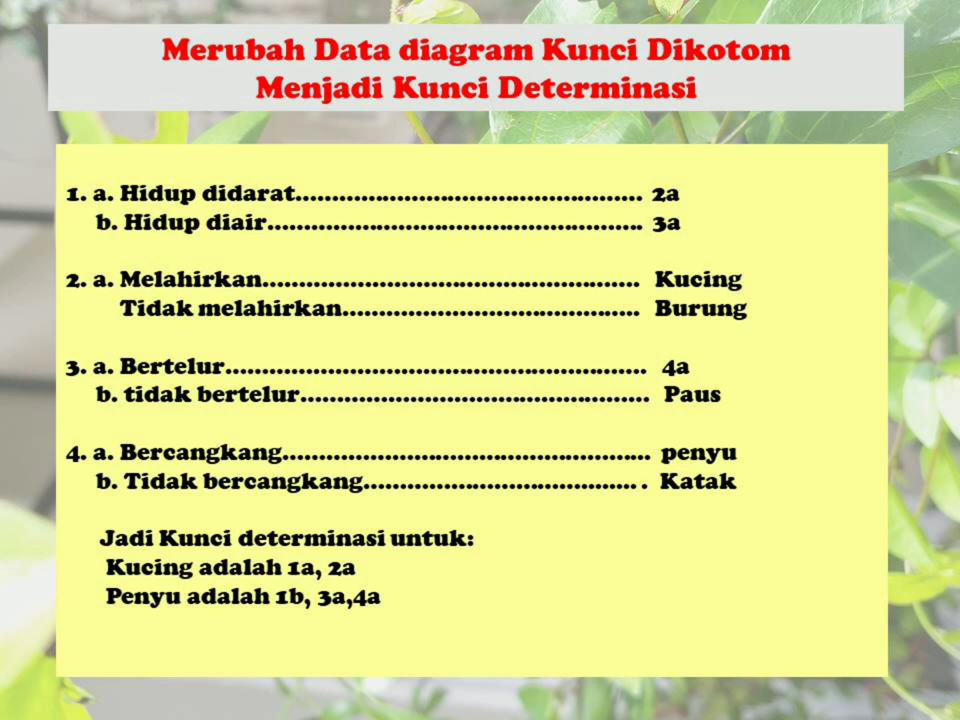 Merubah Data diagram Kunci Dikotom
Menjadi Kunci Determinasi
1. a. Hidup didarat................................................ 2a
b. Hidup diair.................................................... 3a
2. a. Melahirkan.................................................... Kucing
Tidak melahirkan......................................... Burung
3. a. Bertelur.......................................................... 4a
b. tidak bertelur................................................ Paus
4. a. Bercangkang................................................... penyu
b. Tidak bercangkang...................................... . Katak
Jadi Kunci determinasi untuk:
Kucing adalah 1a, 2a
Penyu adalah 1b, 3a,4a